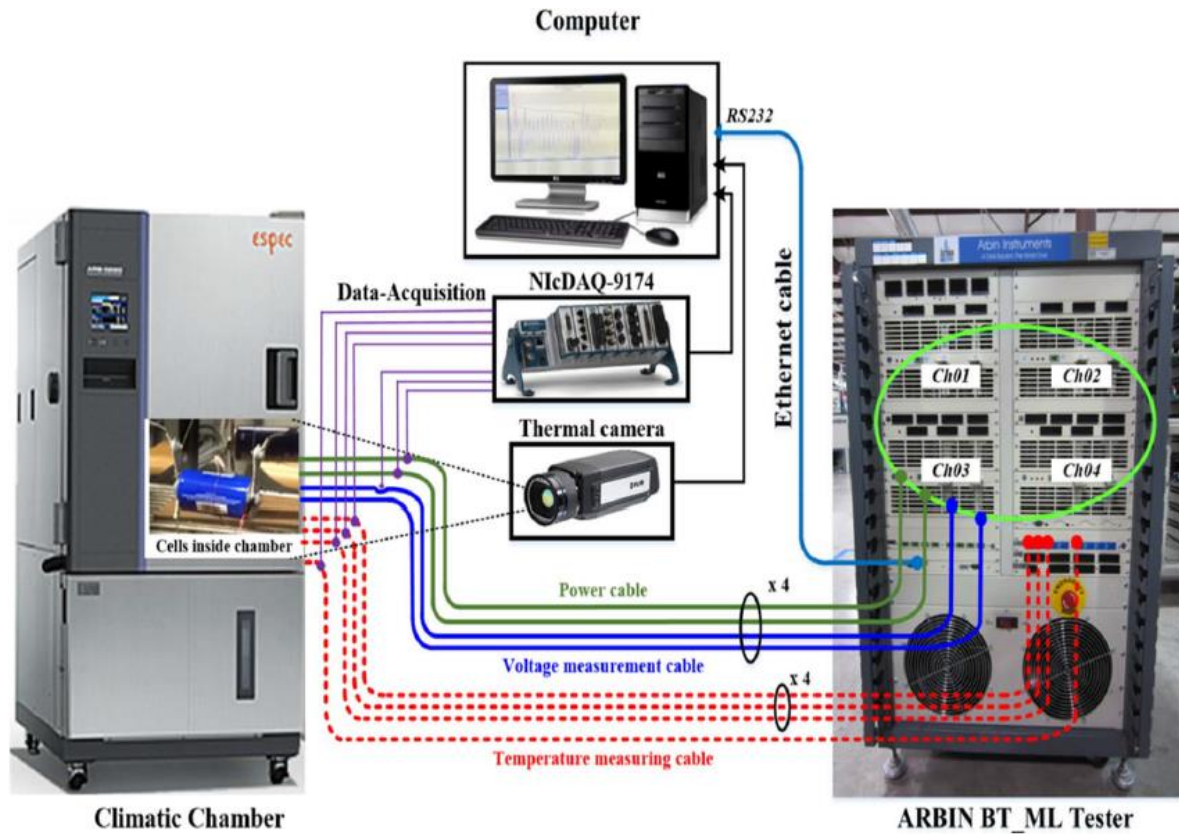 Computer
RS232
espec
NIcDAQ-9174
Data-Acquisition
Ethernet cable
Arbin Instruments
Ch01
Ch02
Thermal camera
Ch03
Ch04
Cells inside chamber
x 4
Power cable
Voltage measurement cable
x 4
Temperature measuring cable
Climatic Chamber
ARBIN BT_ML Tester